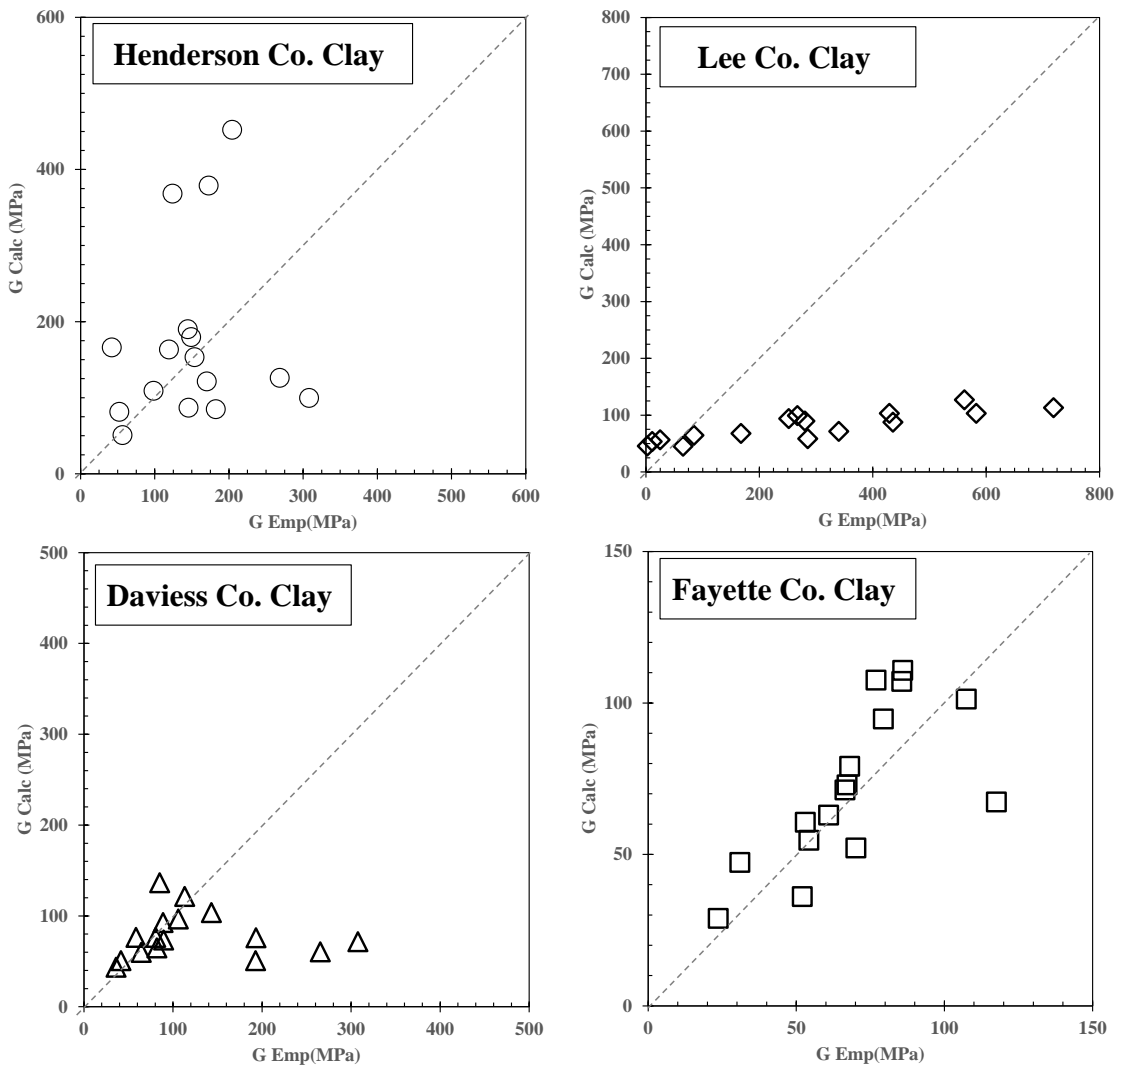 Henderson Co. Clay
600
400
200
0
G Calc (MPa)
0 100 200 300 400 500 600
G Emp(MPa)
Lee Co. Clay
800
700
600
500
400
300
200
100
0
G Calc (MPa)
0 200 400 600 800
G Emp(MPa)
Daviess Co. Clay
500
400
300
200
100
0
G Calc (MPa)
0 100 200 300 400 500
G Emp(MPa)
Fayette Co. Clay
150
100
50
0
G Calc (MPa)
0 50 100 150
G Emp(MPa)